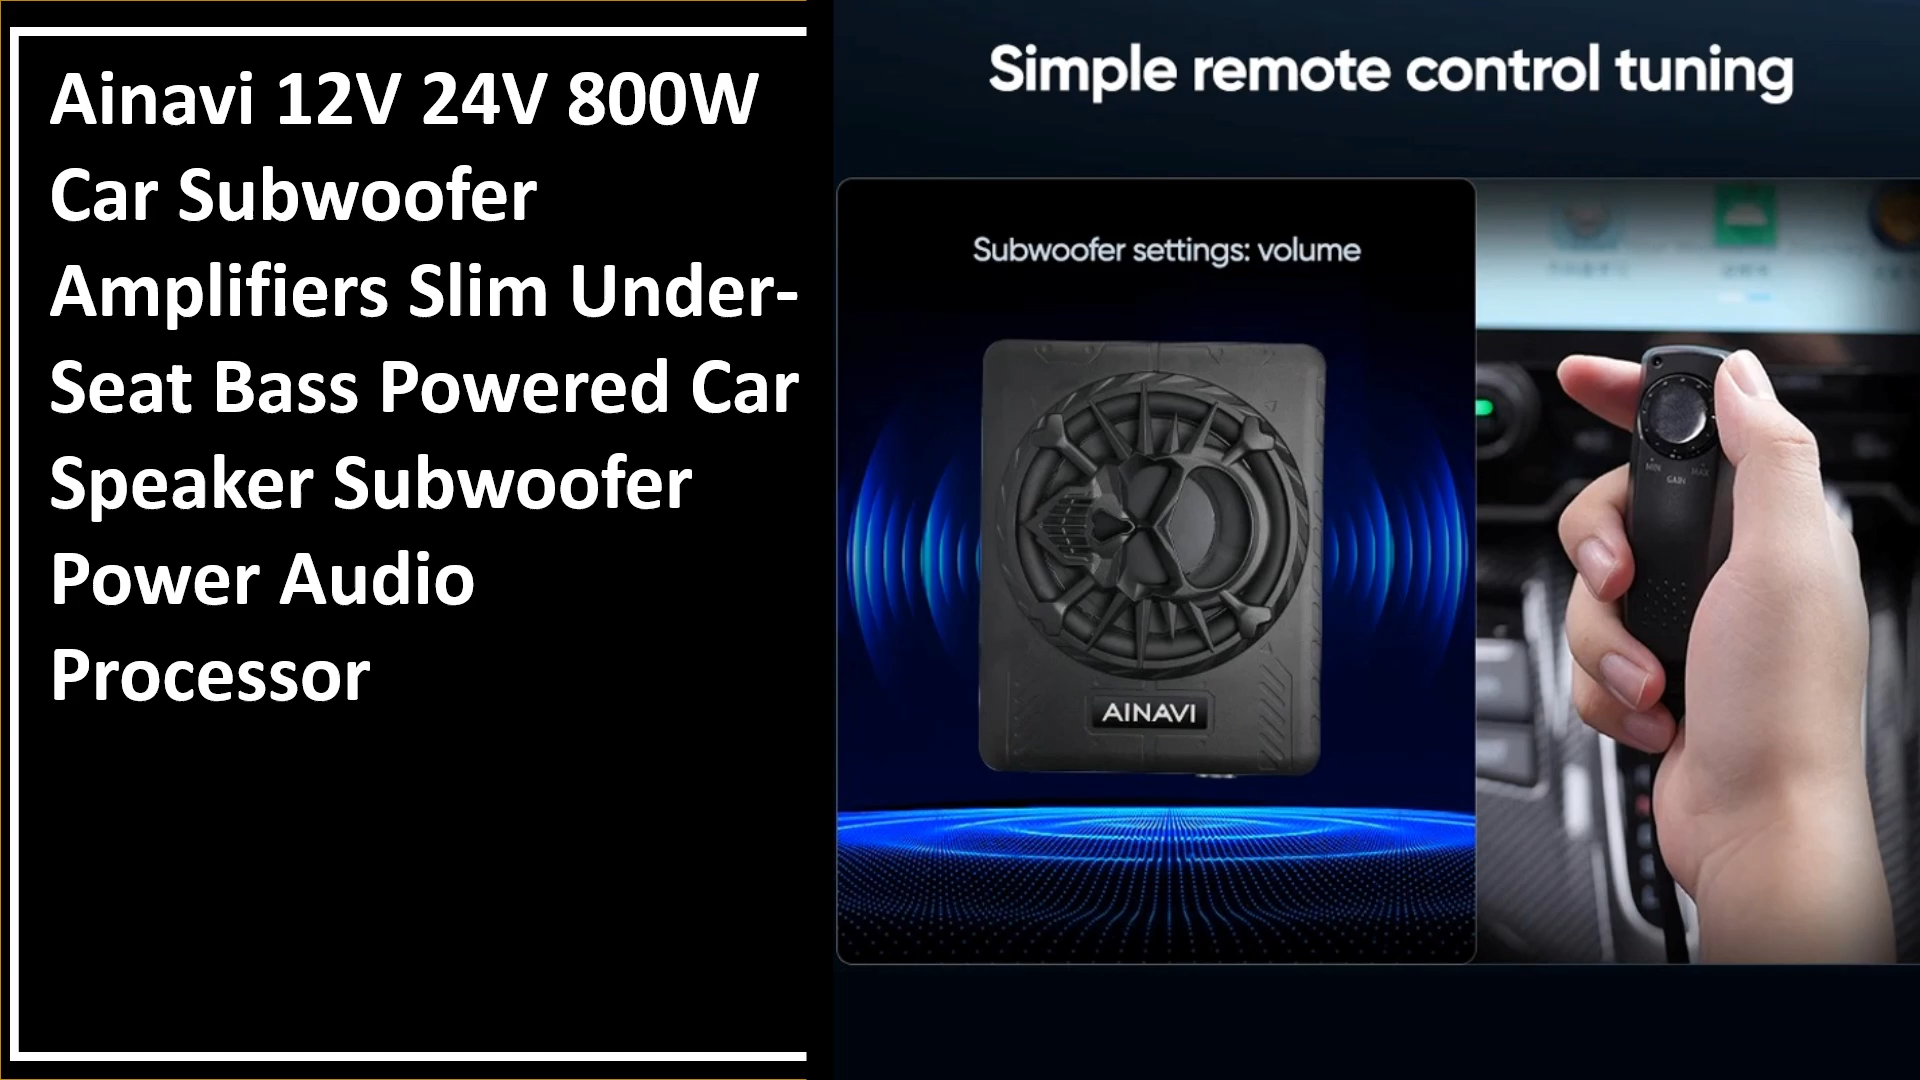 Ainavi 12V 24V 800W
Car Subwoofer
Amplifiers Slim Under-
Seat Bass Powered Car
Speaker Subwoofer
Power Audio
Processor
Simple remote control tuning
Subwoofer settings: volume
AINAVI
MIN MAX
GAIN